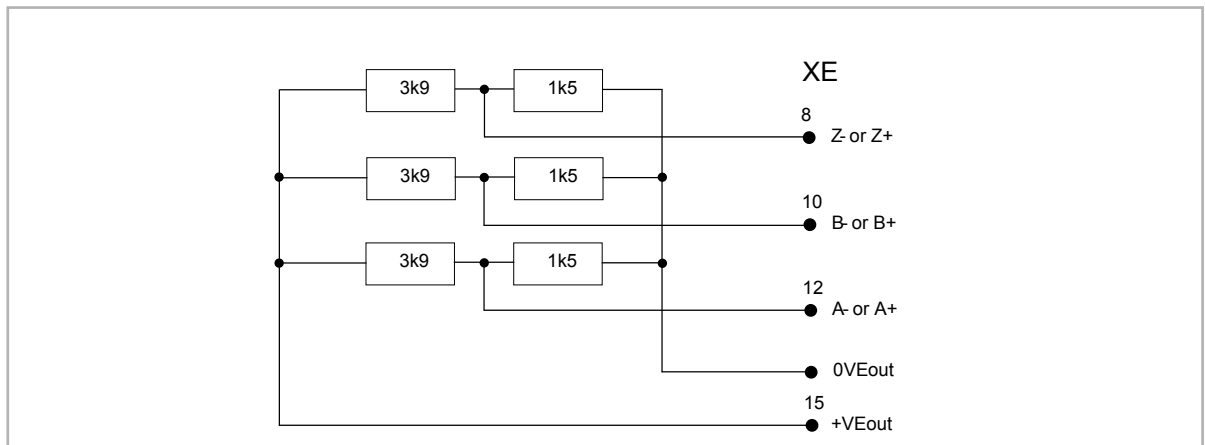 XE
3k9 1k5
8
Z- or Z+
3k9 1k5
10
B- or B+
3k9 1k5
12
A- or A+
0VEout
15
+VEout